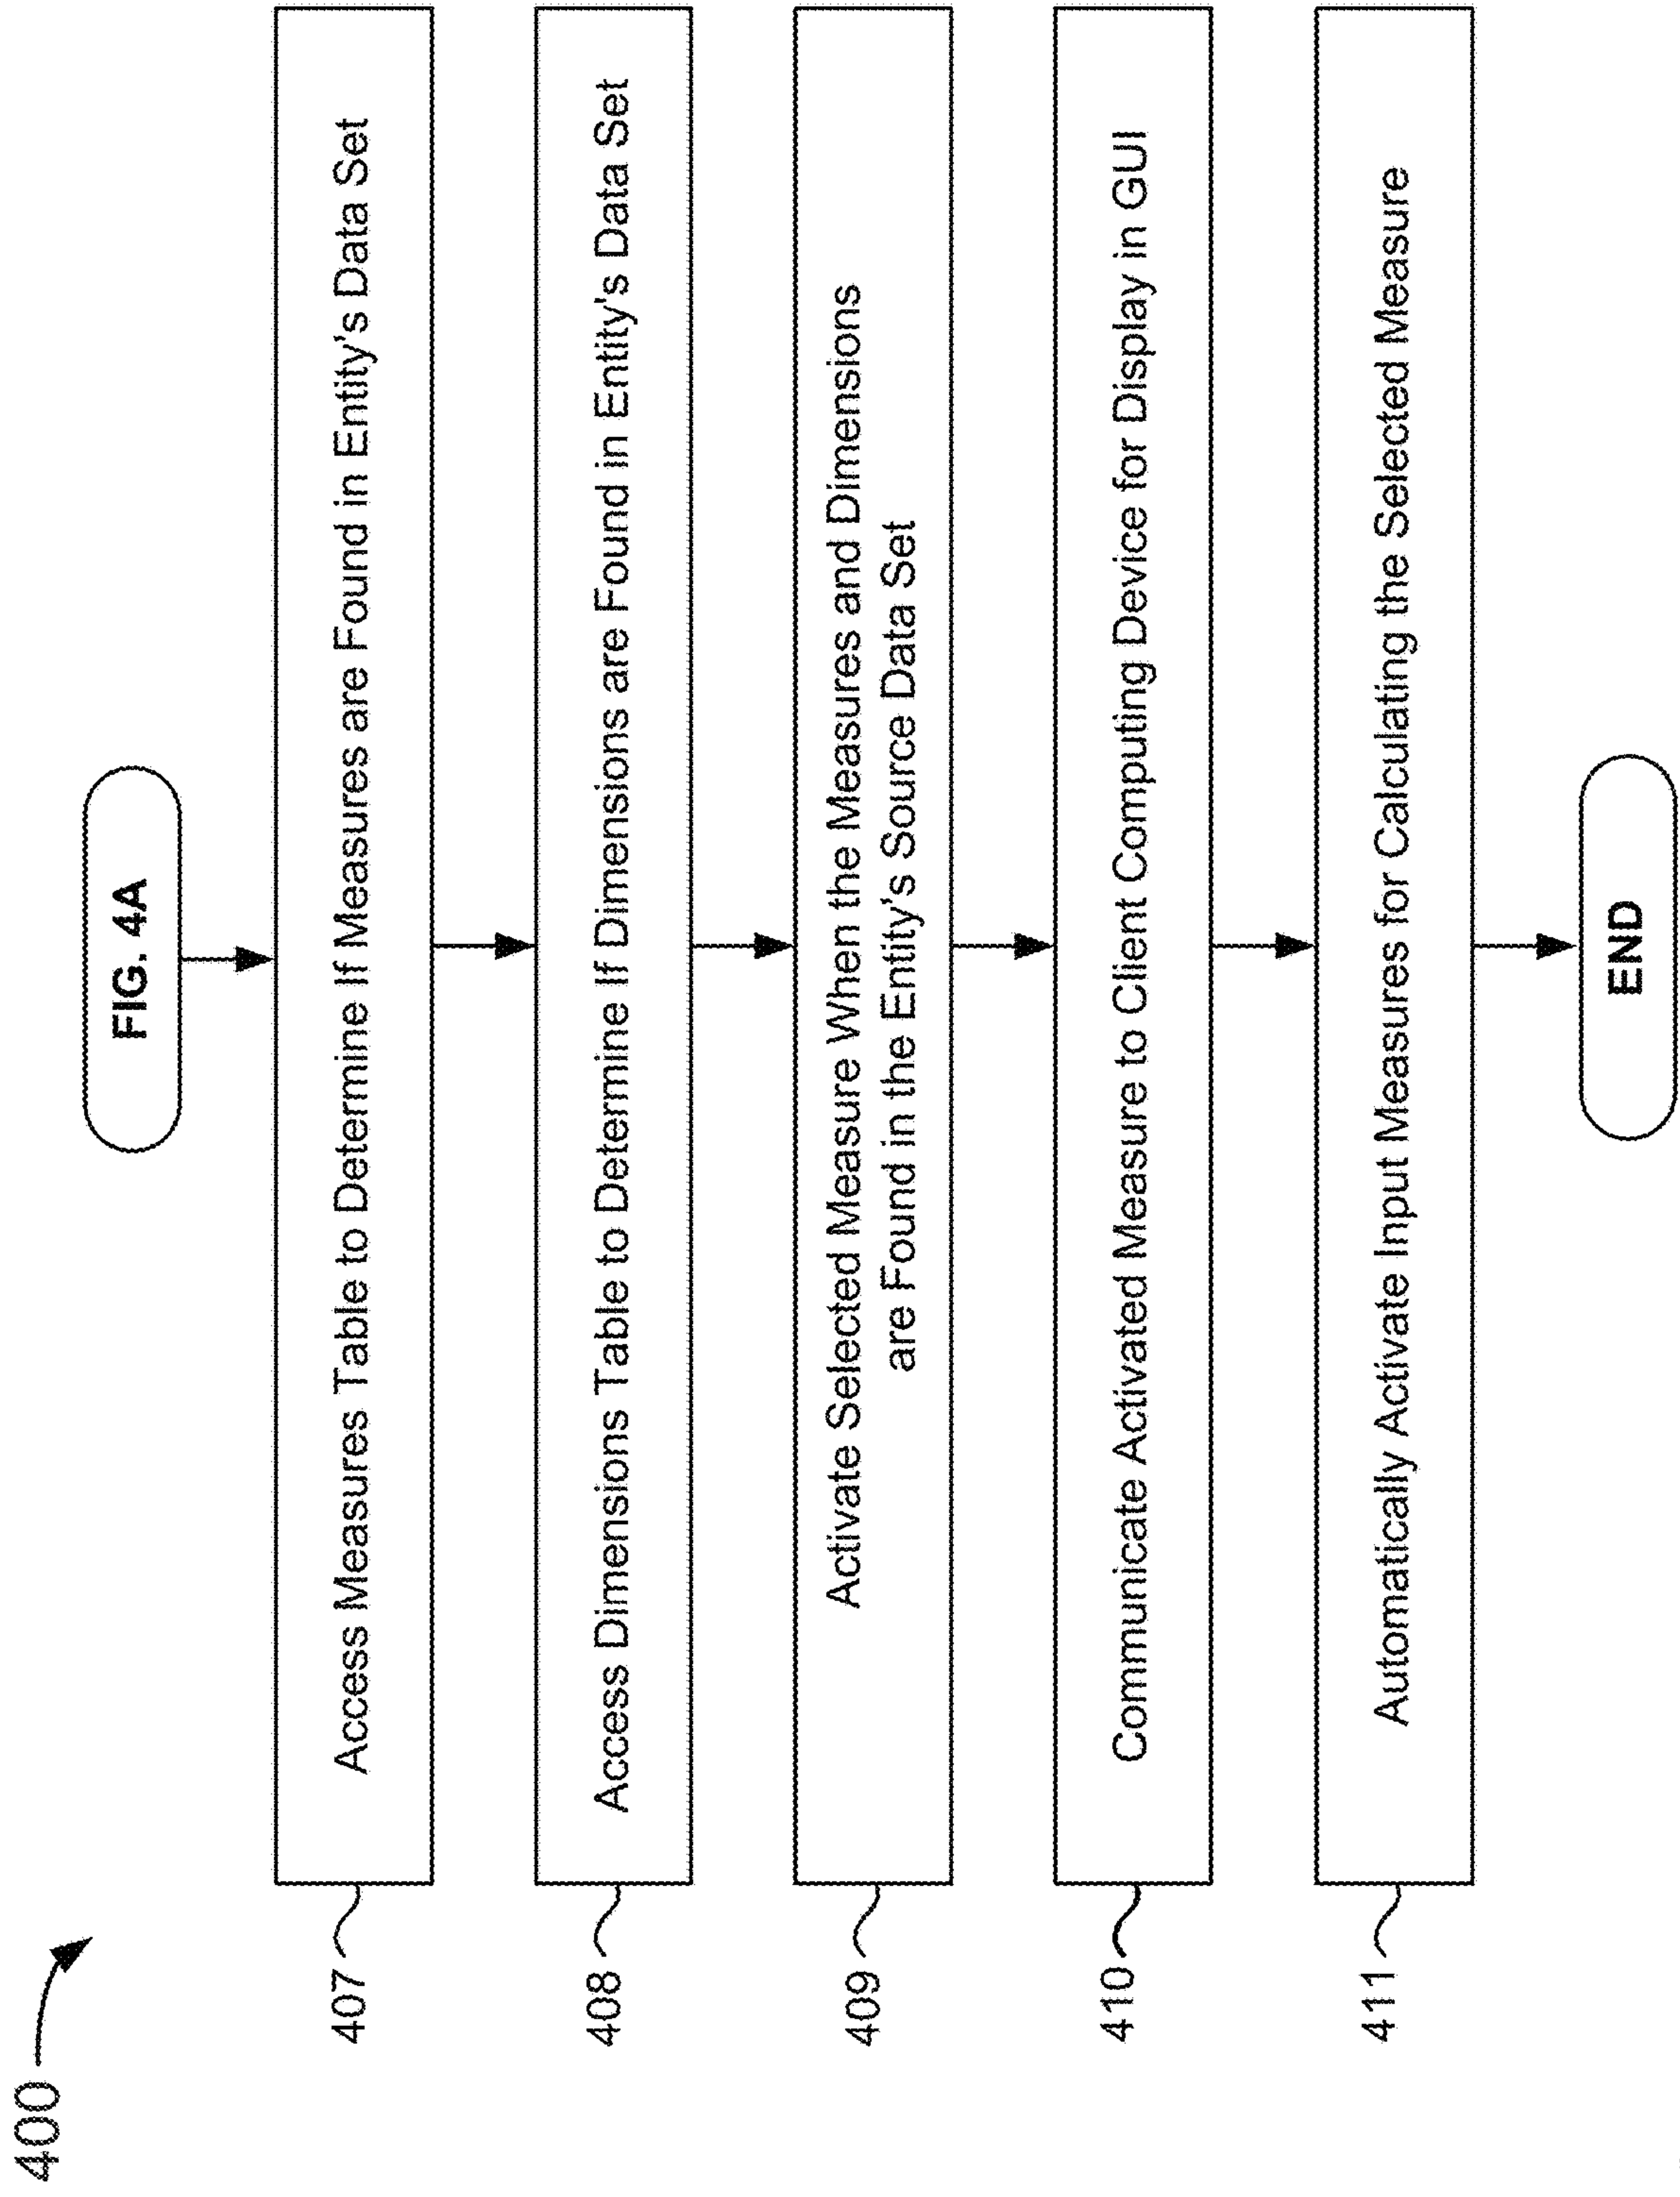 400
FIG. 4A
407
Access Measures Table to Determine If Measures are Found in Entity's Data Set
408
Access Dimensions Table to Determine If Dimensions are Found in Entity's Data Set
409
Activate Selected Measure When the Measures and Dimensions
are Found in the Entity's Source Data Set
410
Communicate Activated Measure to Client Computing Device for Display in GUI
411
Automatically Activate Input Measures for Calculating the Selected Measure
END